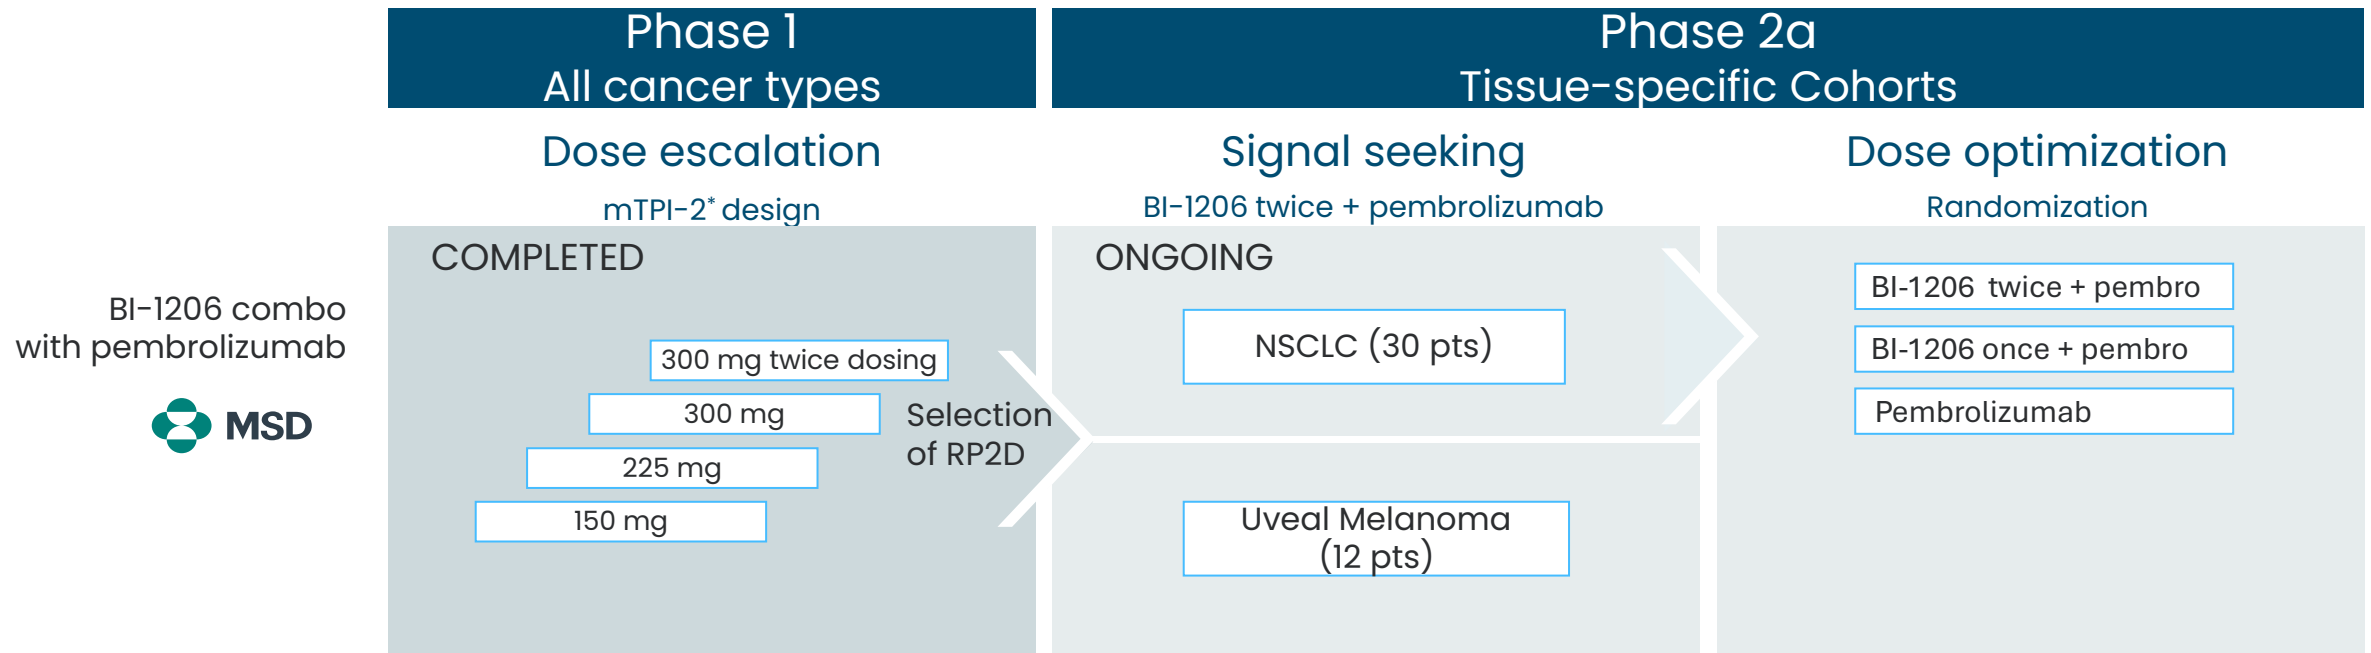 Phase 1
All cancer types
Phase 2a
Tissue-specific Cohorts
Dose escalation
mTPI-2* design
Signal seeking
BI-1206 twice + pembrolizumab
Dose optimization
Randomization
BI-1206 combo
with pembrolizumab
MSD
COMPLETED
300 mg twice dosing
300 mg
225 mg
150 mg
Selection
of RP2D
ONGOING
NSCLC (30 pts)
Uveal Melanoma
(12 pts)
BI-1206 twice + pembro
BI-1206 once + pembro
Pembrolizumab